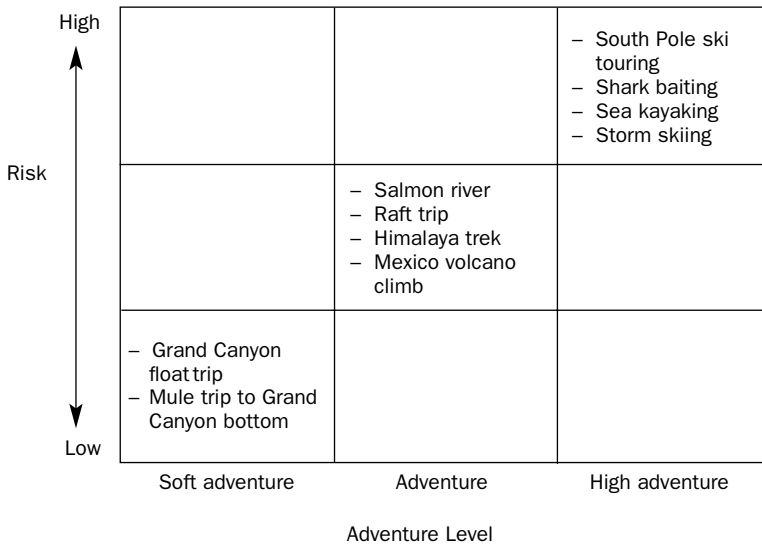 High
– South Pole ski
touring
– Shark baiting
– Sea kayaking
– Storm skiing
Risk
– Salmon river
– Raft trip
– Himalaya trek
– Mexico volcano
climb
– Grand Canyon
float trip
– Mule trip to Grand
Canyon bottom
Low
Soft adventure
Adventure
High adventure
Adventure Level